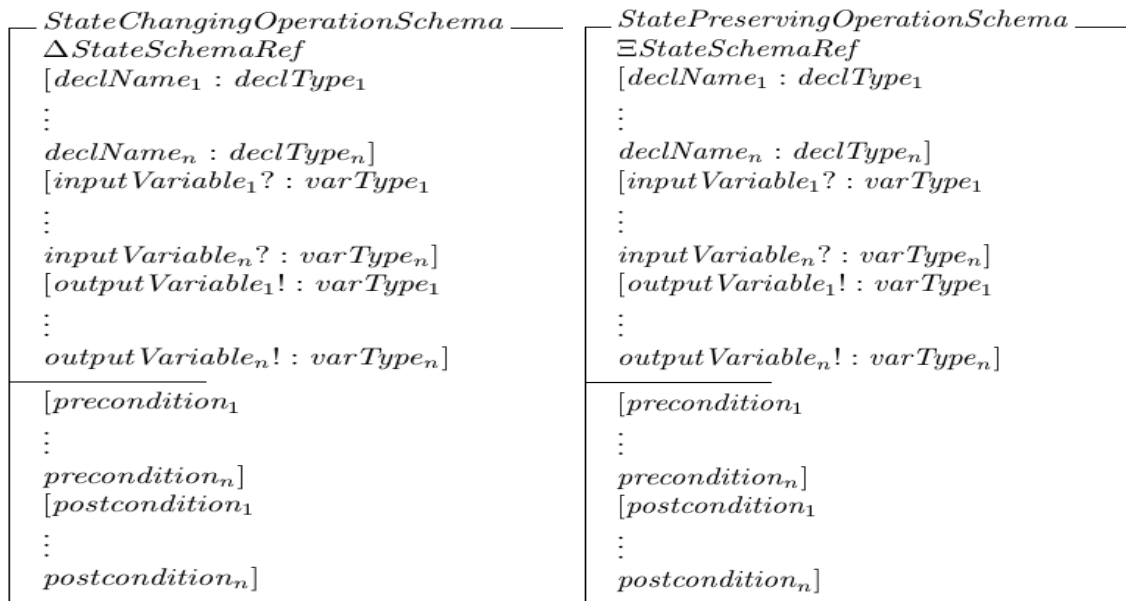 StateChangingOperationSchema
ΔStateSchemaRef
[declName₁ : declType₁
⋮
declNameₙ : declTypeₙ]
[inputVariable₁? : varType₁
⋮
inputVariableₙ? : varTypeₙ]
[outputVariable₁! : varType₁
⋮
outputVariableₙ! : varTypeₙ]
[precondition₁
⋮
preconditionₙ]
[postcondition₁
⋮
postconditionₙ]
StatePreservingOperationSchema
ΞStateSchemaRef
[declName₁ : declType₁
⋮
declNameₙ : declTypeₙ]
[inputVariable₁? : varType₁
⋮
inputVariableₙ? : varTypeₙ]
[outputVariable₁! : varType₁
⋮
outputVariableₙ! : varTypeₙ]
[precondition₁
⋮
preconditionₙ]
[postcondition₁
⋮
postconditionₙ]